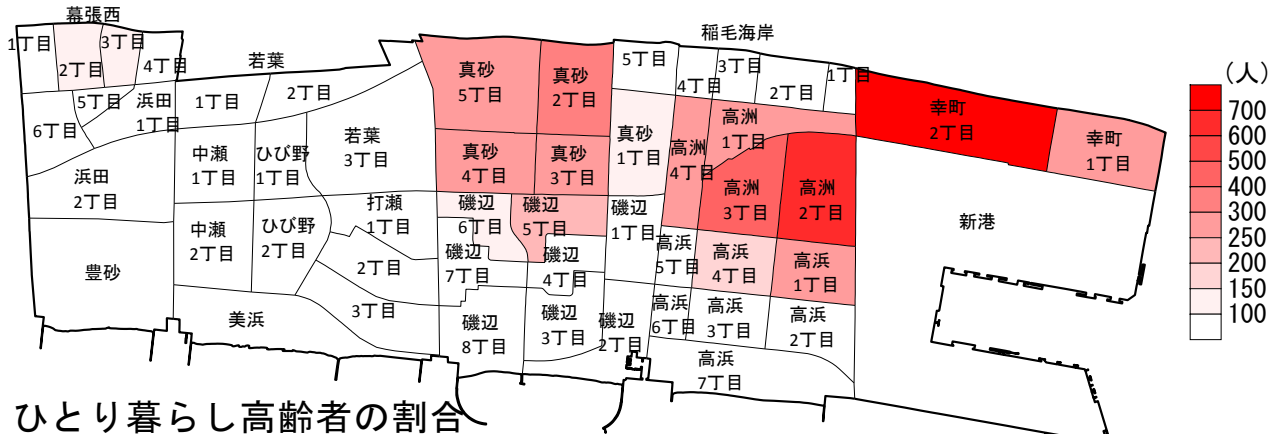 幕張西
1丁目
2丁目
3丁目
4丁目
5丁目
6丁目
浜田
1丁目
浜田
2丁目
豊砂
若葉
1丁目
2丁目
若葉
3丁目
中瀬
1丁目
中瀬
2丁目
ひび野
1丁目
ひび野
2丁目
美浜
打瀬
1丁目
2丁目
3丁目
真砂
5丁目
真砂
2丁目
真砂
4丁目
真砂
3丁目
真砂
1丁目
磯辺
6丁目
磯辺
5丁目
磯辺
1丁目
磯辺
7丁目
磯辺
4丁目
磯辺
8丁目
磯辺
3丁目
磯辺
2丁目
稲毛海岸
5丁目
4丁目
3丁目
2丁目
1丁目
高洲
1丁目
高洲
4丁目
高洲
3丁目
高洲
2丁目
高浜
5丁目
高浜
4丁目
高浜
1丁目
高浜
6丁目
高浜
3丁目
高浜
2丁目
高浜
7丁目
幸町
2丁目
幸町
1丁目
新港
(人)
700
600
500
400
300
250
200
150
100
ひとり暮らし高齢者の割合